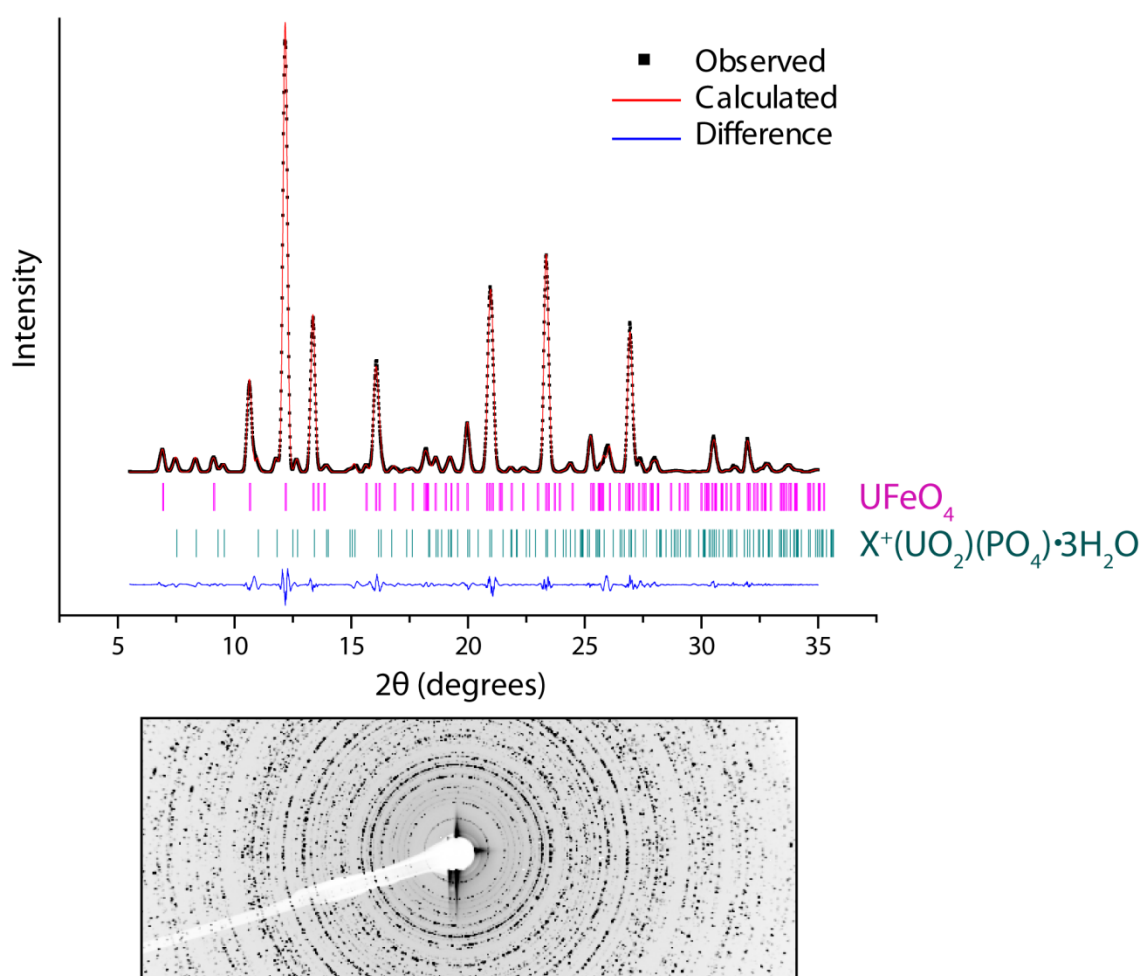 Observed
Calculated
Difference
Intensity
UFeO₄
X⁺(UO₂)(PO₄)•3H₂O
5 10 15 20 25 30 35
2θ (degrees)